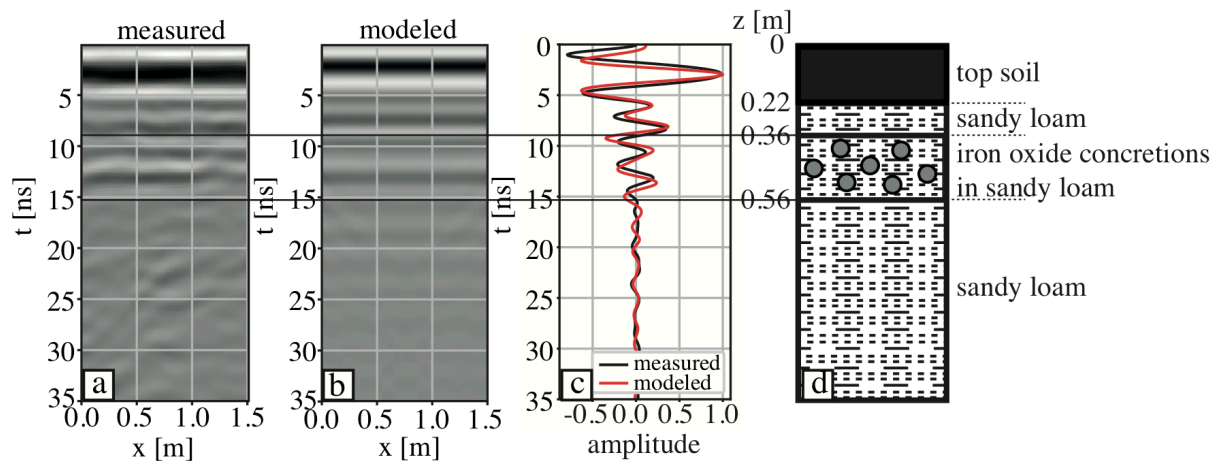 measured
modeled
z [m]
0
5
10
15
20
25
30
35
t [ns]
0.0 0.5 1.0 1.5
x [m]
a
5
10
15
20
25
30
35
t [ns]
0.0 0.5 1.0 1.5
x [m]
b
0
5
10
15
20
25
30
35
t [ns]
-0.5 0.0 0.5 1.0
amplitude
measured
modeled
c
0.22
0.36
0.56
top soil
sandy loam
iron oxide concretions
in sandy loam
sandy loam
d